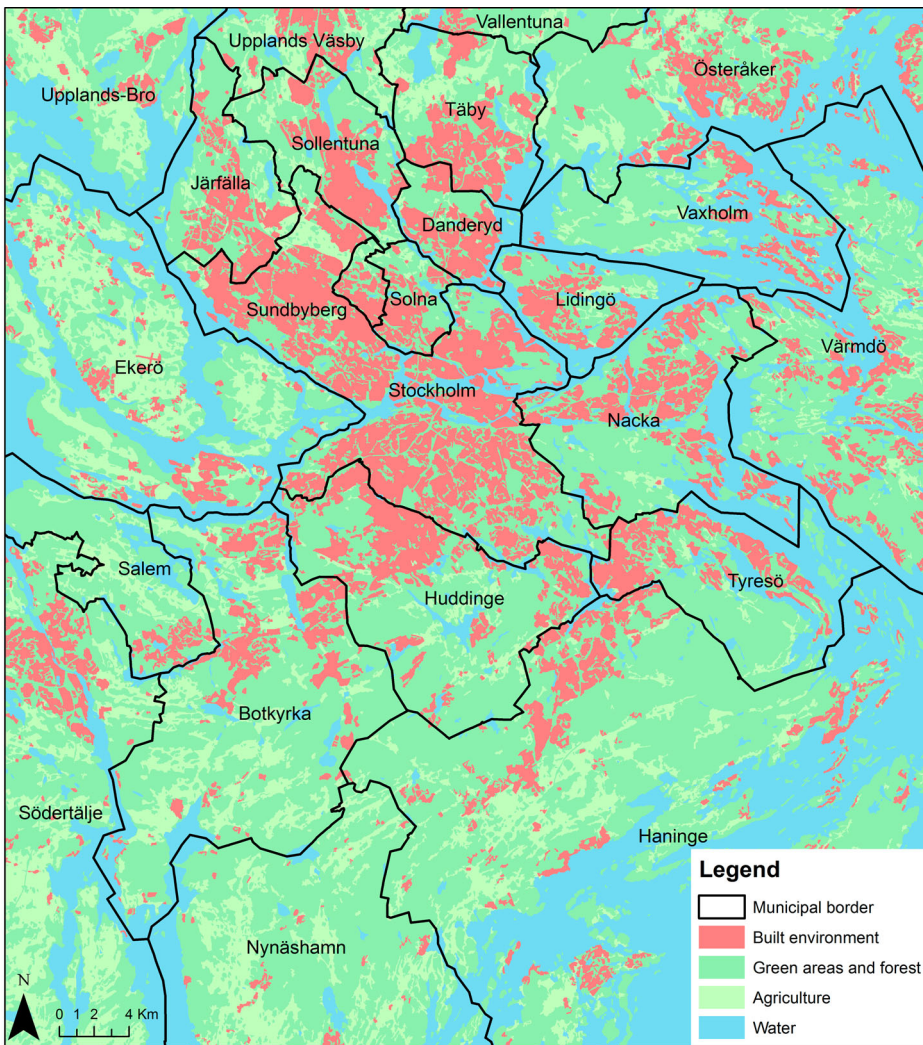 Vallentuna
Upplands Väsby
Österåker
Upplands-Bro
Täby
Sollentuna
Järfälla
Vaxholm
Danderyd
Solna
Lidingö
Sundbyberg
Värmdö
Ekerö
Stockholm
Nacka
Salem
Tyresö
Huddinge
Botkyrka
Södertälje
Haninge
Nynäshamn
Legend
Municipal border
Built environment
Green areas and forest
Agriculture
Water
N
0 1 2 4 Km